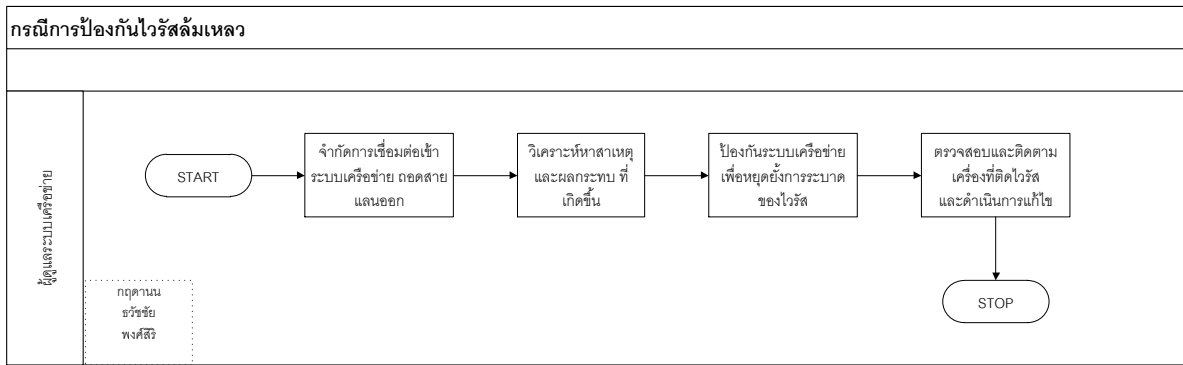 กรณีการป้องกันไวรัสล้มเหลว
ผู้ดูแลระบบเครือข่าย
START
จำกัดการเชื่อมต่อเข้า
ระบบเครือข่าย ถอดสาย
แลนออก
วิเคราะห์หาสาเหตุ
และผลกระทบ ที่
เกิดขึ้น
ป้องกันระบบเครือข่าย
เพื่อหยุดยั้งการระบาด
ของไวรัส
ตรวจสอบและติดตาม
เครื่องที่ติดไวรัส
และดำเนินการแก้ไข
STOP
กฤดานน
ธวัชชัย
พงศ์สิริ